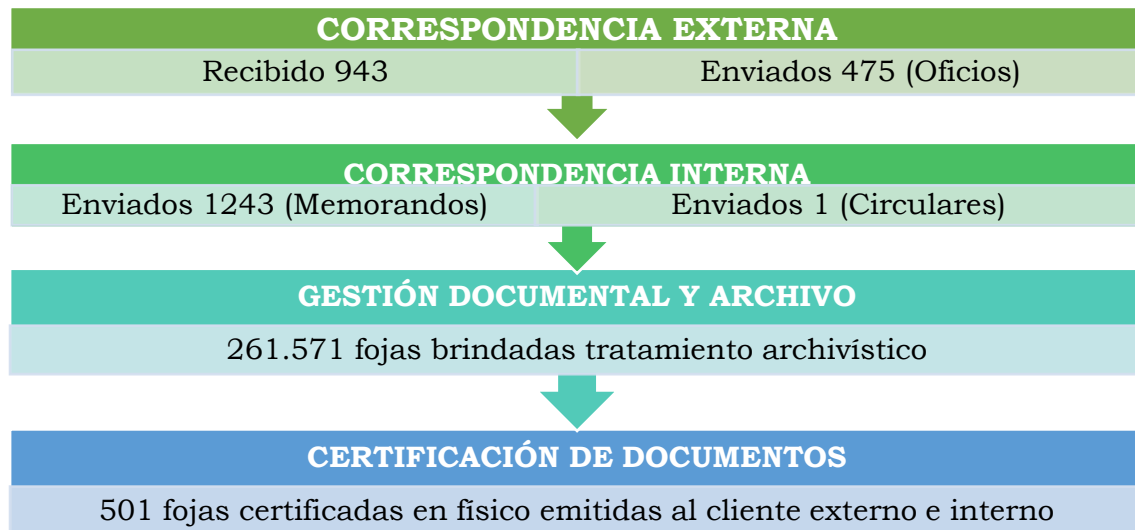 CORRESPONDENCIA EXTERNA
Recibido 943
Enviados 475 (Oficios)
CORRESPONDENCIA INTERNA
Enviados 1243 (Memorandos)
Enviados 1 (Circulares)
GESTIÓN DOCUMENTAL Y ARCHIVO
261.571 fojas brindadas tratamiento archivístico
CERTIFICACIÓN DE DOCUMENTOS
501 fojas certificadas en físico emitidas al cliente externo e interno